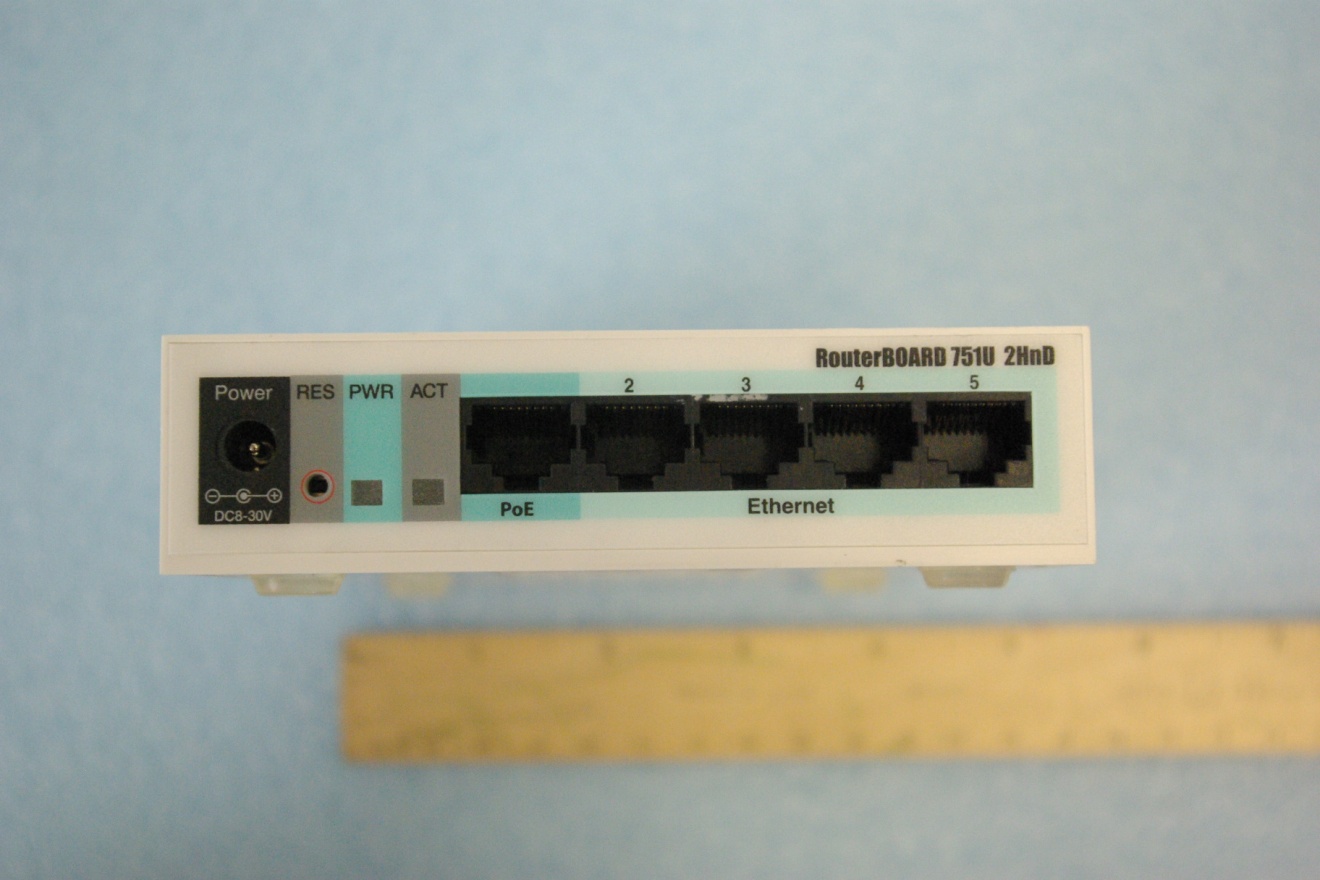 RouterBOARD 751U 2HnD
Power RES PWR ACT 2 3 4 5
DC8-30V PoE Ethernet